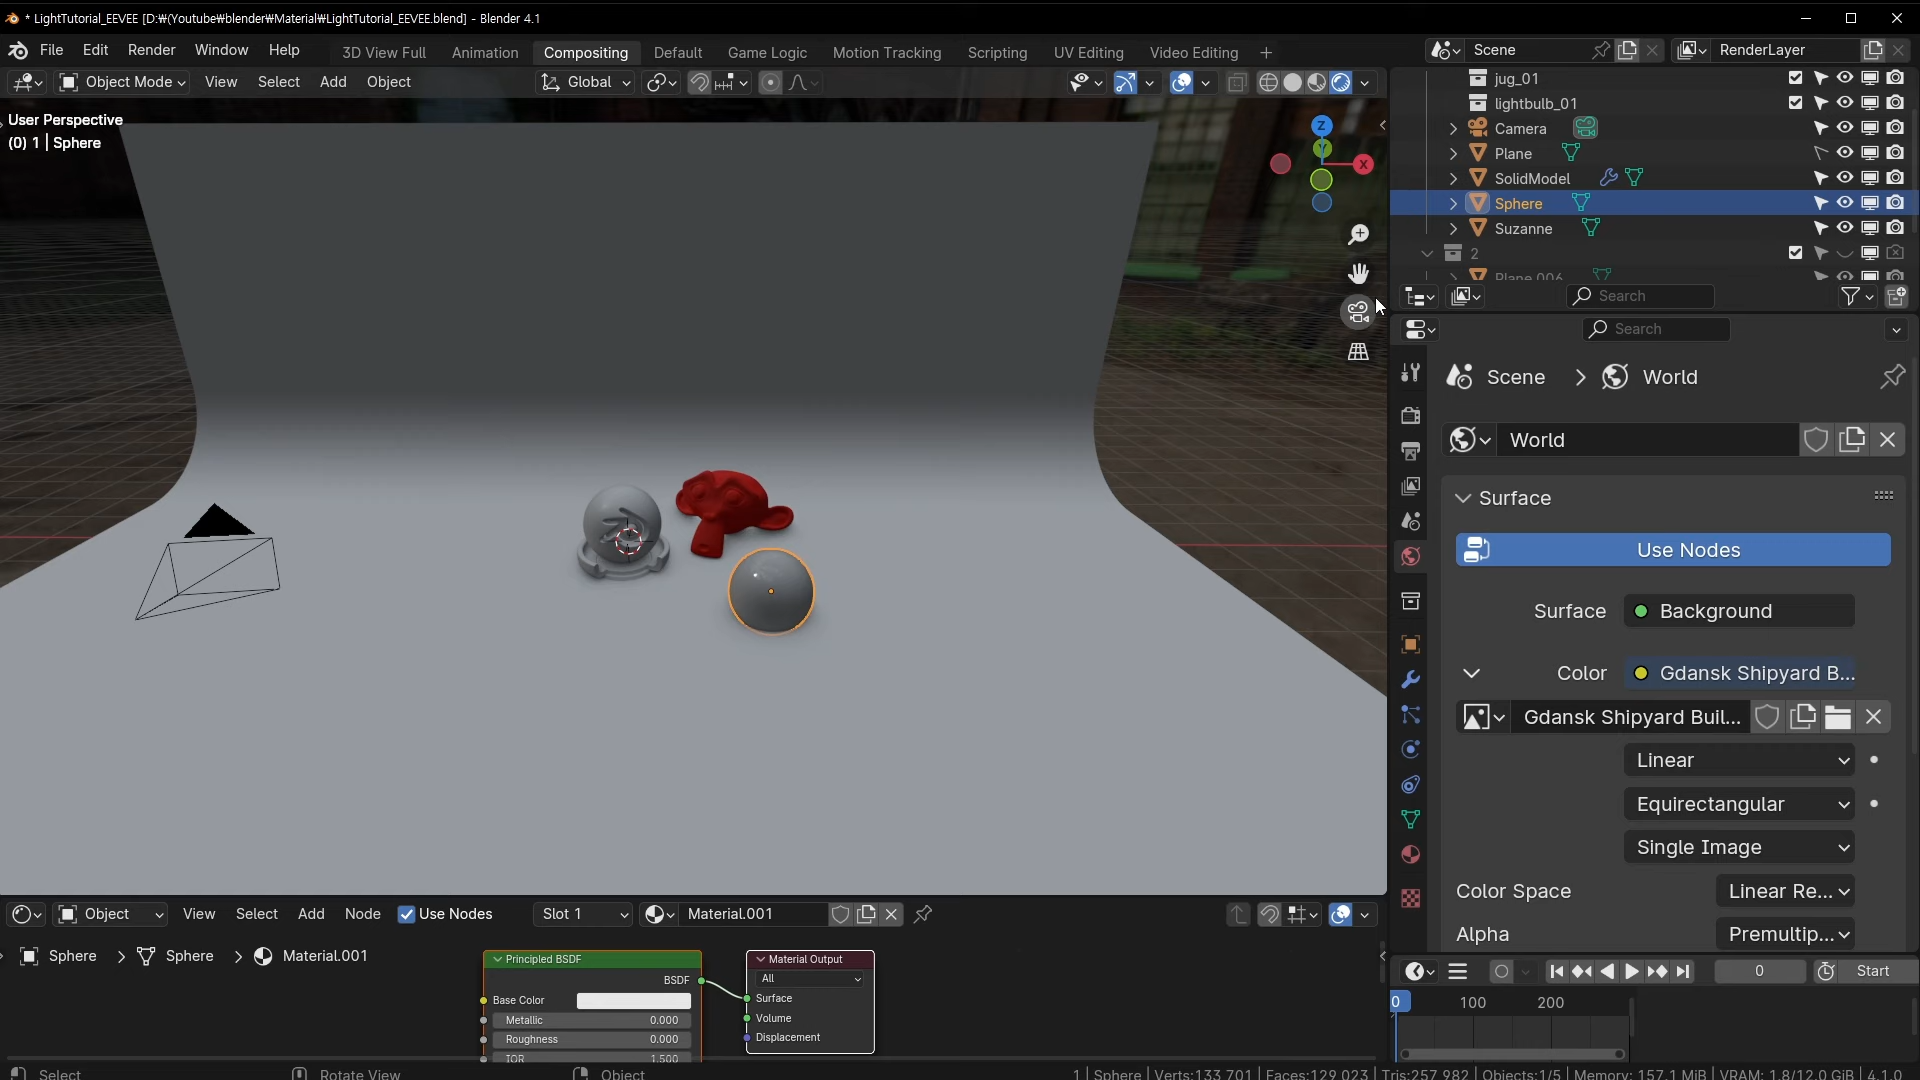 * LightTutorial_EEVEE [D:₩(Youtube₩blender₩Material₩LightTutorial_EEVEE.blend] - Blender 4.1
File Edit Render Window Help 3D View Full Animation Compositing Default Game Logic Motion Tracking Scripting UV Editing Video Editing + Scene RenderLayer
Object Mode View Select Add Object Global
User Perspective
(0) 1 | Sphere
Z
Y
X
jug_01
lightbulb_01
Camera
Plane
SolidModel
Sphere
Suzanne
2
Plane.006
Search
Search
Scene > World
World
Surface
Use Nodes
Surface Background
Color Gdansk Shipyard B...
Gdansk Shipyard Buil...
Linear
Equirectangular
Single Image
Color Space Linear Re...
Alpha Premultip...
Object View Select Add Node Use Nodes Slot 1 Material.001
Sphere > Sphere > Material.001
Principled BSDF
BSDF
Base Color
Metallic 0.000
Roughness 0.000
IOR 1.500
Material Output
All
Surface
Volume
Displacement
0 Start
0 100 200
Select Rotate View Object
1 | Sphere | Verts:133,701 | Faces:129,023 | Tris:257,982 | Objects:1/5 | Memory: 157.1 MiB | VRAM: 1.8/12.0 GiB | 4.1.0